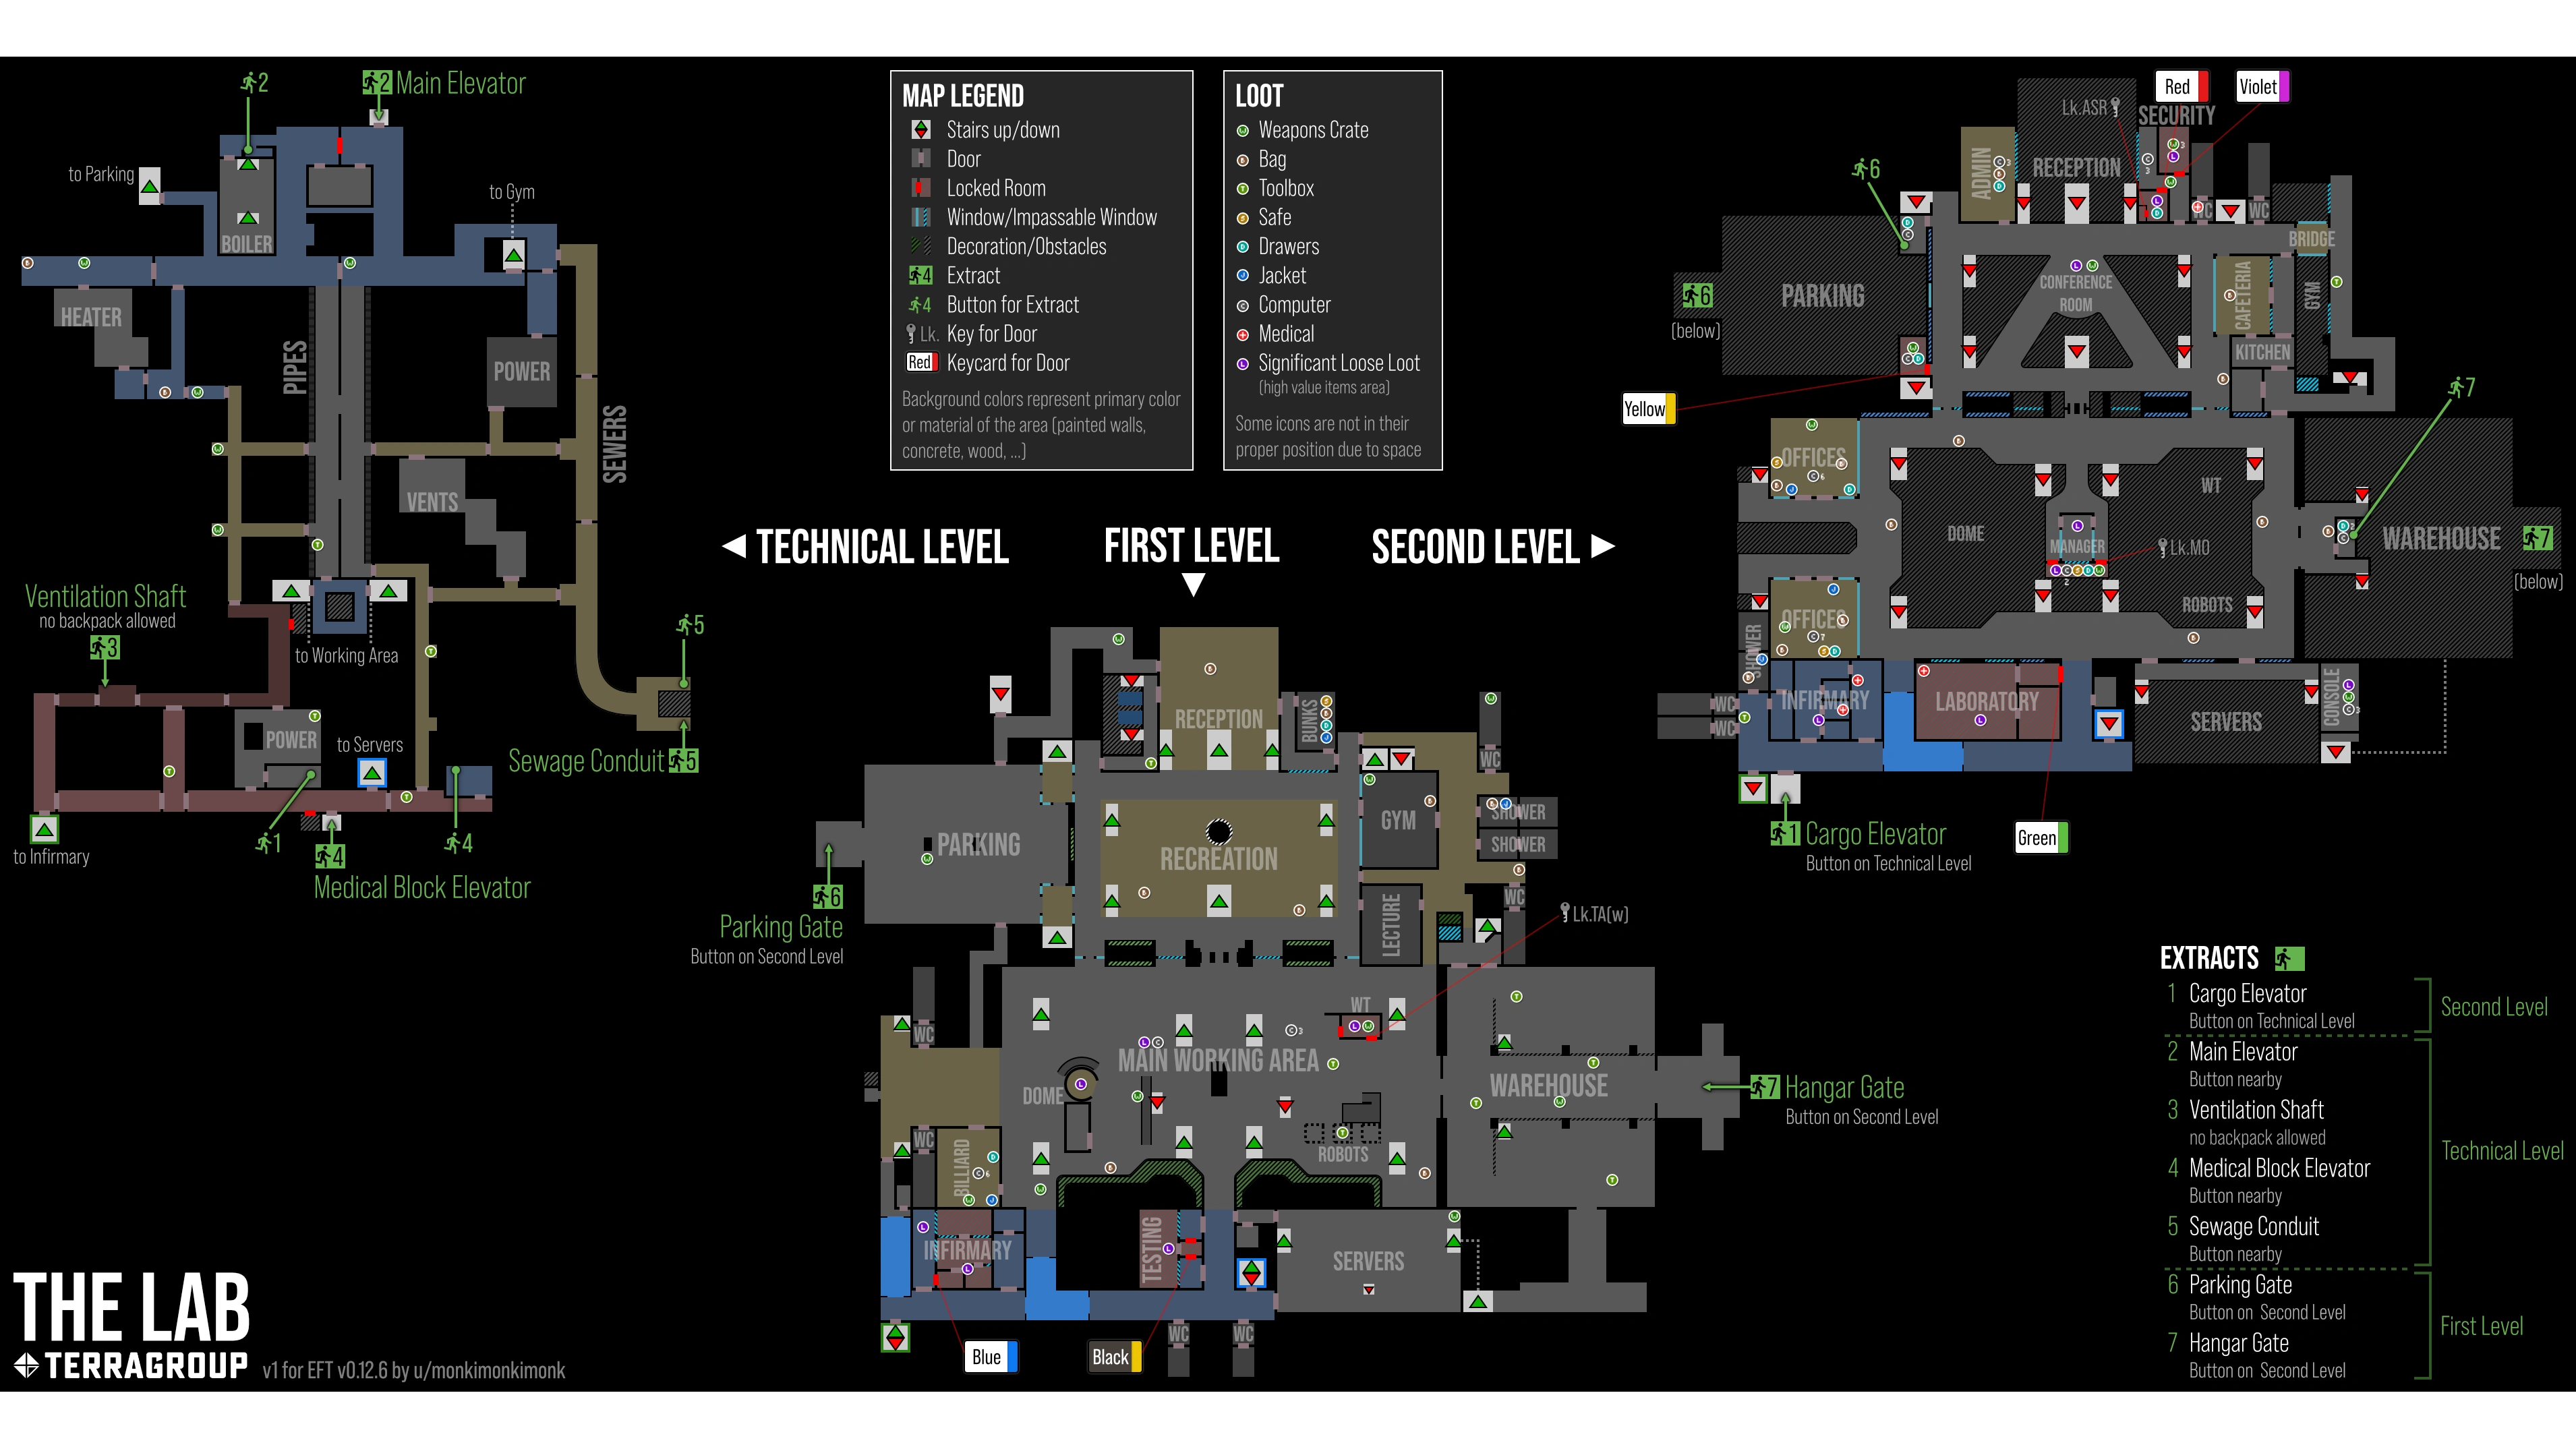 2
2 Main Elevator
to Parking
to Gym
BOILER
HEATER
PIPES
POWER
SEWERS
VENTS
Ventilation Shaft
no backpack allowed
3
to Working Area
5
POWER
to Servers
Sewage Conduit 5
1
4
4
to Infirmary
Medical Block Elevator
MAP LEGEND
Stairs up/down
Door
Locked Room
Window/Impassable Window
Decoration/Obstacles
4 Extract
4 Button for Extract
Lk. Key for Door
Red Keycard for Door
Background colors represent primary color
or material of the area (painted walls,
concrete, wood, ...)
LOOT
W Weapons Crate
B Bag
T Toolbox
S Safe
D Drawers
J Jacket
C Computer
Medical
L Significant Loose Loot
(high value items area)
Some icons are not in their
proper position due to space
TECHNICAL LEVEL
FIRST LEVEL
SECOND LEVEL
Red
Violet
Lk.ASR
SECURITY
ADMIN
RECEPTION
6
WC
WC
BRIDGE
PARKING
6
(below)
CONFERENCE
ROOM
CAFETERIA
GYM
KITCHEN
Yellow
7
OFFICES
WT
DOME
MANAGER
Lk.MO
WAREHOUSE 7
(below)
OFFICES
ROBOTS
SHOWER
INFIRMARY
LABORATORY
SERVERS
CONSOLE
WC
WC
1 Cargo Elevator
Button on Technical Level
Green
RECEPTION
BUNKS
WC
GYM
SHOWER
SHOWER
PARKING
RECREATION
6
Parking Gate
Button on Second Level
LECTURE
WC
Lk.TA(w)
WC
WT
MAIN WORKING AREA
DOME
WAREHOUSE
7 Hangar Gate
Button on Second Level
WC
BILLIARD
ROBOTS
INFIRMARY
TESTING
SERVERS
WC
WC
Blue
Black
EXTRACTS
1 Cargo Elevator
Button on Technical Level
Second Level
2 Main Elevator
Button nearby
3 Ventilation Shaft
no backpack allowed
Technical Level
4 Medical Block Elevator
Button nearby
5 Sewage Conduit
Button nearby
6 Parking Gate
Button on Second Level
First Level
7 Hangar Gate
Button on Second Level
THE LAB
TERRAGROUP
v1 for EFT v0.12.6 by u/monkimonkimonk